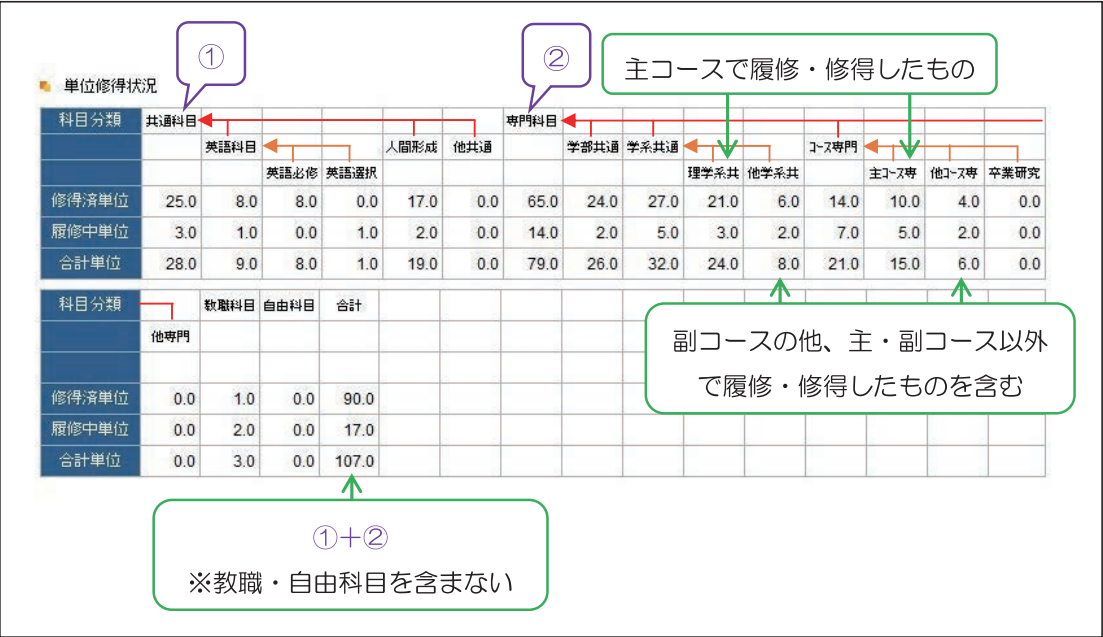 ① ② 主コースで履修・修得したもの
単位修得状況
科目分類 共通科目 専門科目
英語科目 人間形成 他共通 学部共通 学系共通 コース専門
英語必修 英語選択 理学系共 他学系共 主コース専 他コース専 卒業研究
修得済単位 25.0 8.0 8.0 0.0 17.0 0.0 65.0 24.0 27.0 21.0 6.0 14.0 10.0 4.0 0.0
履修中単位 3.0 1.0 0.0 1.0 2.0 0.0 14.0 2.0 5.0 3.0 2.0 7.0 5.0 2.0 0.0
合計単位 28.0 9.0 8.0 1.0 19.0 0.0 79.0 26.0 32.0 24.0 8.0 21.0 15.0 6.0 0.0
科目分類 教職科目 自由科目 合計
他専門
修得済単位 0.0 1.0 0.0 90.0
履修中単位 0.0 2.0 0.0 17.0
合計単位 0.0 3.0 0.0 107.0
副コースの他、主・副コース以外
で履修・修得したものを含む
①＋②
※教職・自由科目を含まない